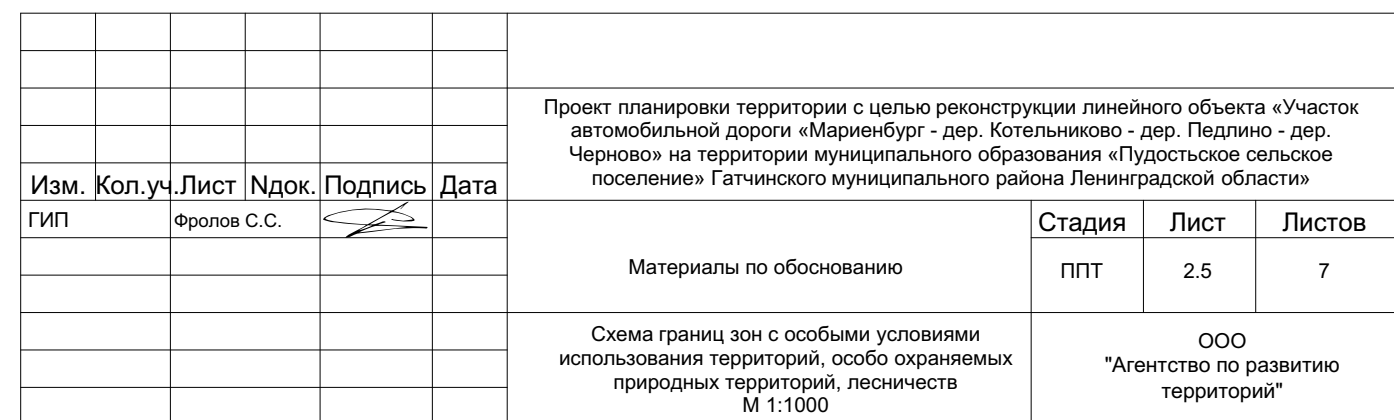 Проект планировки территории с целью реконструкции линейного объекта «Участок
автомобильной дороги «Мариенбург - дер. Котельниково - дер. Педлино - дер.
Черново» на территории муниципального образования «Пудостьское сельское
поселение» Гатчинского муниципального района Ленинградской области»
Изм. Кол.уч.Лист Nдок. Подпись Дата
ГИП Фролов С.С.
Стадия Лист Листов
Материалы по обоснованию
ППТ 2.5 7
Схема границ зон с особыми условиями
использования территорий, особо охраняемых
природных территорий, лесничеств
М 1:1000
ООО
"Агентство по развитию
территорий"